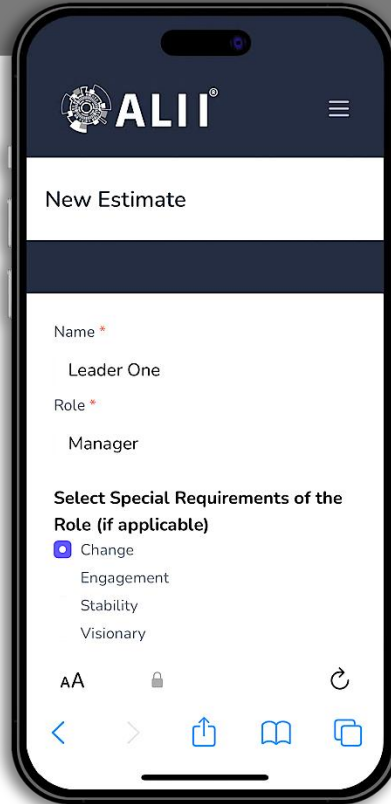 ALII®
New Estimate
Name *
Leader One
Role *
Manager
Select Special Requirements of the
Role (if applicable)
Change
Engagement
Stability
Visionary
AA